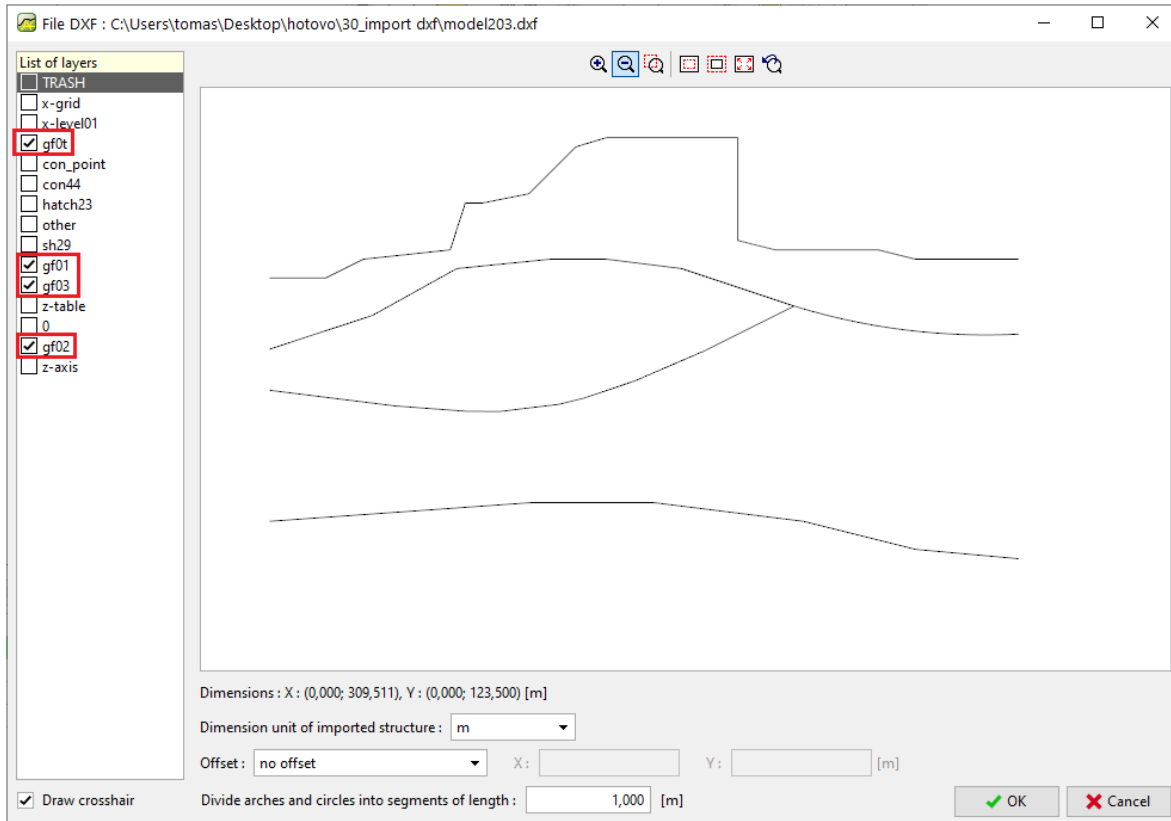 File DXF : C:\Users\tomas\Desktop\hotovo\30_import dxf\model203.dxf
List of layers
TRASH
x-grid
x-level01
gf0t
con_point
con44
hatch23
other
sh29
gf01
gf03
z-table
0
gf02
z-axis
Dimensions : X : (0,000; 309,511), Y : (0,000; 123,500) [m]
Dimension unit of imported structure : m
Offset : no offset X : Y : [m]
Draw crosshair Divide arches and circles into segments of length : 1,000 [m] OK Cancel